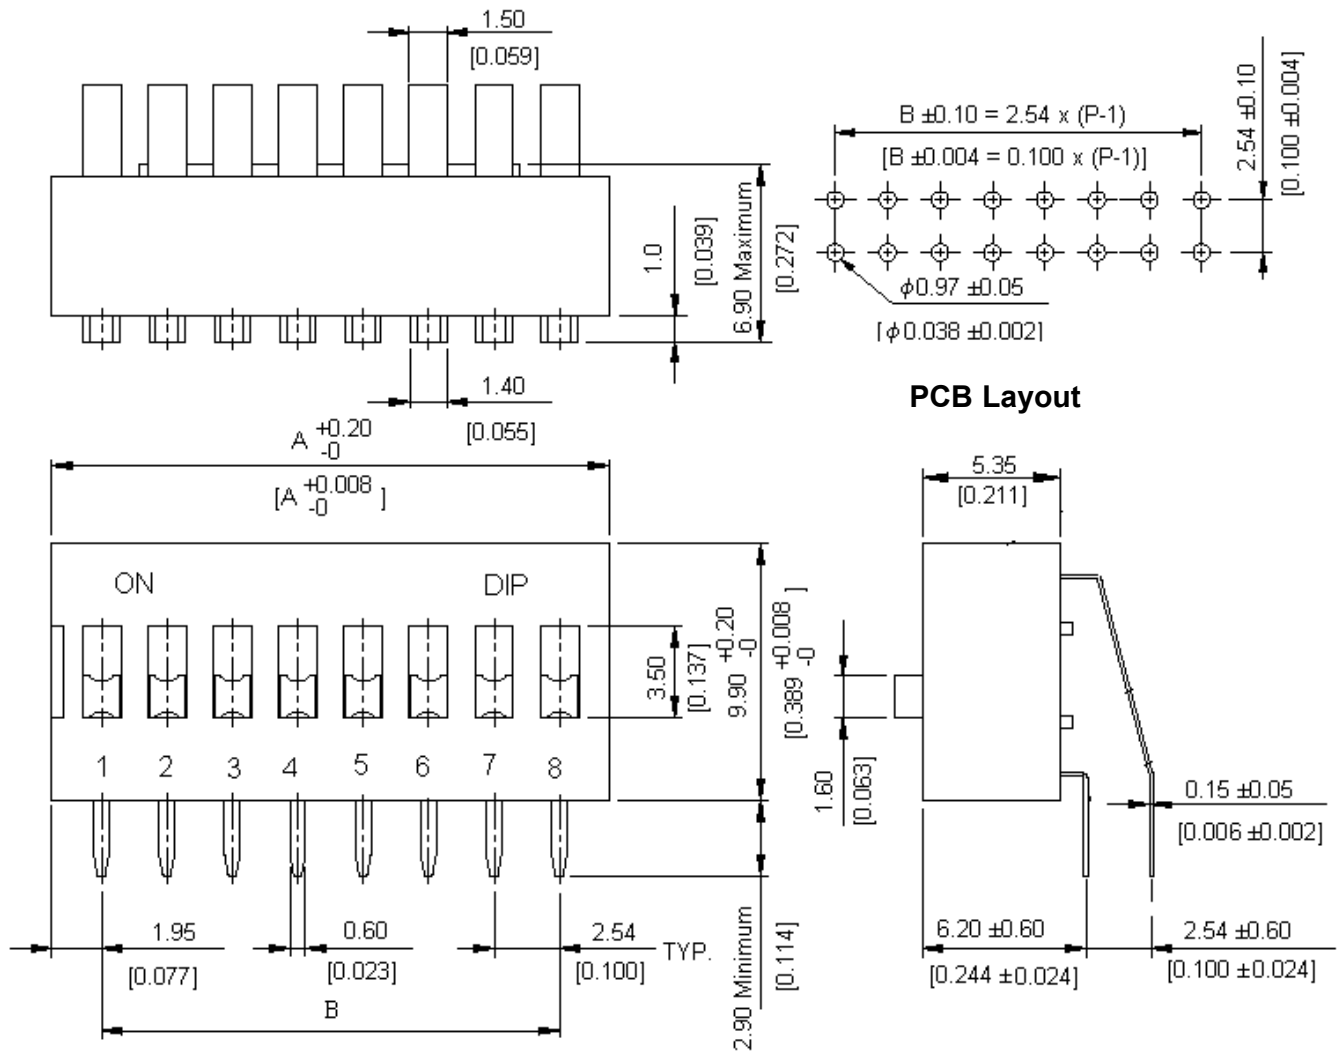 1.50
[0.059]
1.0
[0.039]
6.90 Maximum
[0.272]
1.40
[0.055]
B ±0.10 = 2.54 x (P-1)
[B ±0.004 = 0.100 x (P-1)]
2.54 ±0.10
[0.100 ±0.004]
ϕ0.97 ±0.05
[ϕ0.038 ±0.002]
PCB Layout
A +0.20 -0
[A +0.008 -0 ]
ON DIP
1 2 3 4 5 6 7 8
3.50
[0.137]
9.90 +0.20 -0
[0.389 +0.008 -0 ]
1.95
[0.077]
0.60
[0.023]
2.54 TYP.
[0.100]
B
2.90 Minimum
[0.114]
5.35
[0.211]
1.60
[0.063]
0.15 ±0.05
[0.006 ±0.002]
6.20 ±0.60
[0.244 ±0.024]
2.54 ±0.60
[0.100 ±0.024]